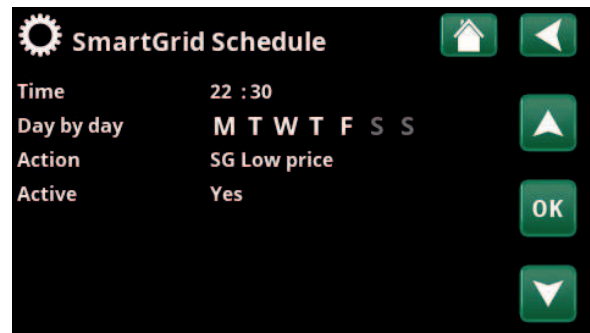 SmartGrid Schedule
Time 22 :30
Day by day M T W T F S S
Action SG Low price
Active Yes
OK